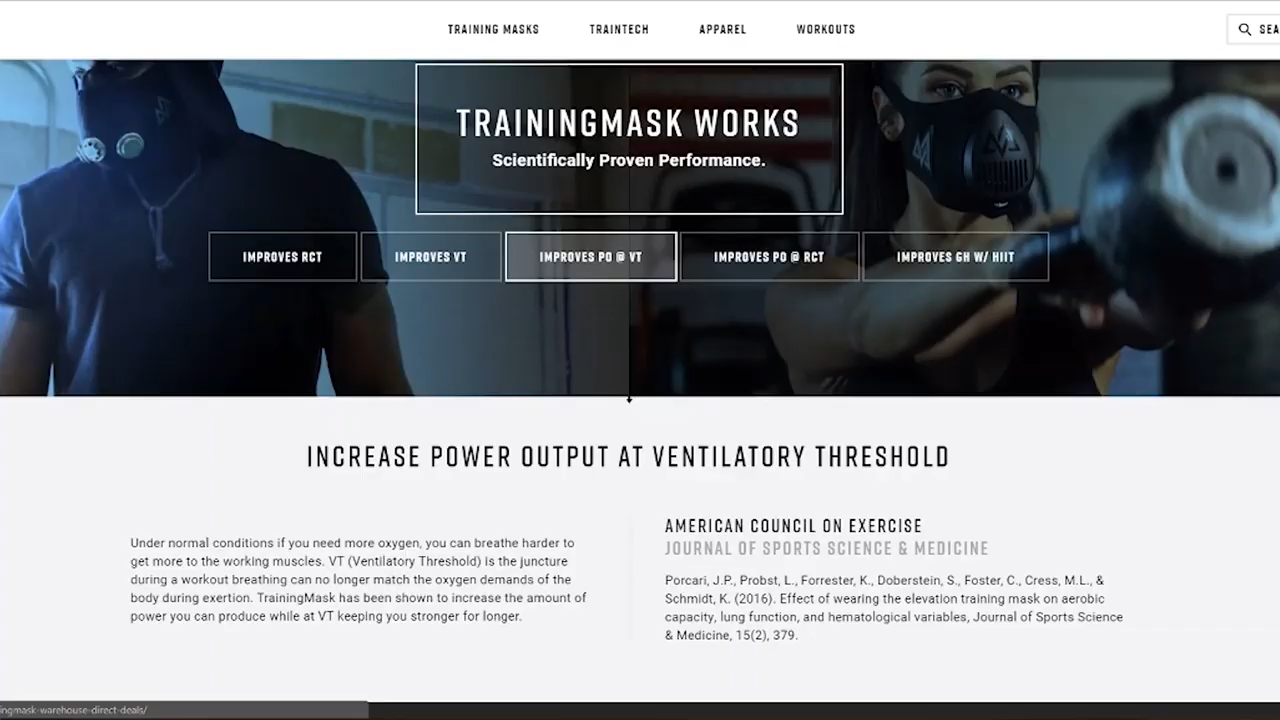 TRAINING MASKS
TRAINTECH
APPAREL
WORKOUTS
TRAININGMASK WORKS
Scientifically Proven Performance.
IMPROVES RCT
IMPROVES VT
IMPROVES PO @ VT
IMPROVES PO @ RCT
IMPROVES GH W/ HIIT
INCREASE POWER OUTPUT AT VENTILATORY THRESHOLD
Under normal conditions if you need more oxygen, you can breathe harder to
get more to the working muscles. VT (Ventilatory Threshold) is the juncture
during a workout breathing can no longer match the oxygen demands of the
body during exertion. TrainingMask has been shown to increase the amount of
power you can produce while at VT keeping you stronger for longer.
AMERICAN COUNCIL ON EXERCISE
JOURNAL OF SPORTS SCIENCE & MEDICINE
Porcari, J.P., Probst, L., Forrester, K., Doberstein, S., Foster, C., Cress, M.L., &
Schmidt, K. (2016). Effect of wearing the elevation training mask on aerobic
capacity, lung function, and hematological variables, Journal of Sports Science
& Medicine, 15(2), 379.
ingmask-warehouse-direct-deals/